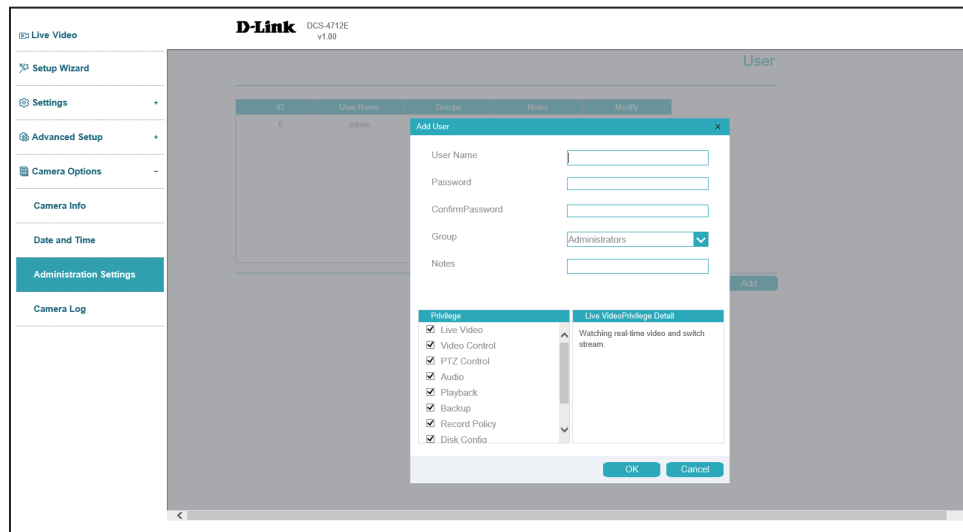 D-Link DCS-4712E
v1.00
Live Video
Setup Wizard
Settings +
Advanced Setup +
Camera Options -
Camera Info
Date and Time
Administration Settings
Camera Log
User
ID User Name Groups Notes Modify
0 admin
Add User ×
User Name
Password
ConfirmPassword
Group Administrators
Notes
Add
Privilege
Live Video
Video Control
PTZ Control
Audio
Playback
Backup
Record Policy
Disk Config
Live VideoPrivilege Detail
Watching real-time video and switch
stream.
OK Cancel